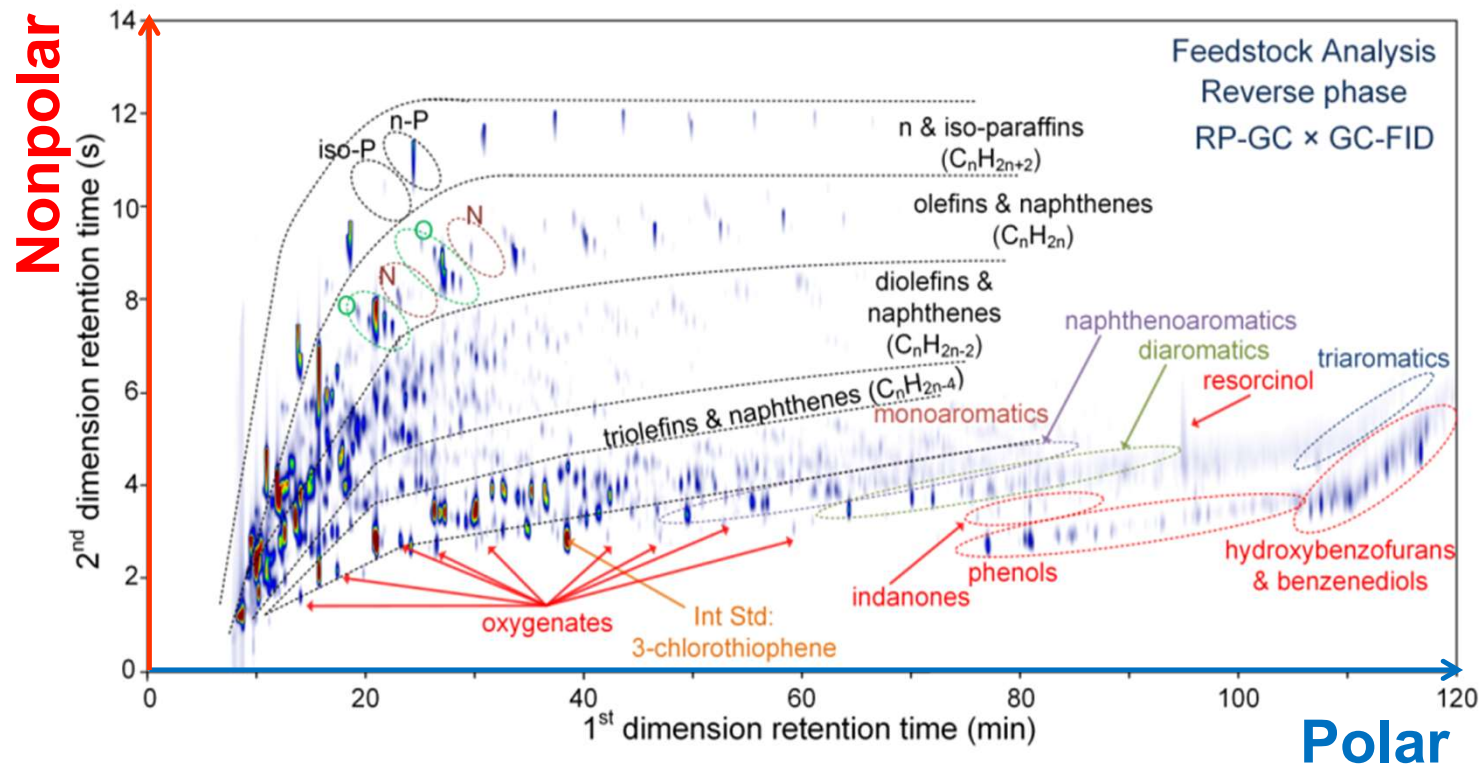 Nonpolar
2nd dimension retention time (s)
14
12
10
8
6
4
2
0
Feedstock Analysis
Reverse phase
RP-GC × GC-FID
n-P
iso-P
n & iso-paraffins
(CnH2n+2)
O
N
olefins & naphthenes
(CnH2n)
O
N
diolefins &
naphthenes
(CnH2n-2)
triolefins & naphthenes (CnH2n-4)
naphthenoaromatics
diaromatics
triaromatics
resorcinol
monoaromatics
hydroxybenzofurans
& benzenediols
phenols
indanones
oxygenates
Int Std:
3-chlorothiophene
0 20 40 60 80 100 120
1st dimension retention time (min)
Polar